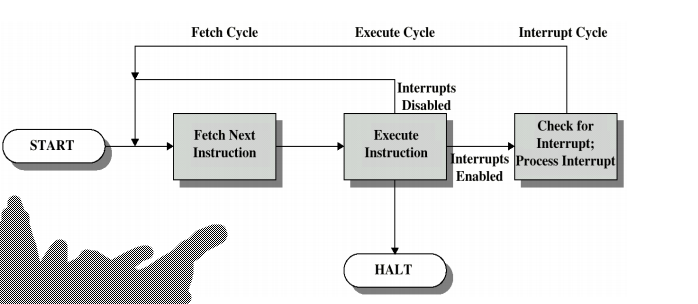 Fetch Cycle
Execute Cycle
Interrupt Cycle
Interrupts
Disabled
START
Fetch Next
Instruction
Execute
Instruction
Interrupts
Enabled
Check for
Interrupt;
Process Interrupt
HALT